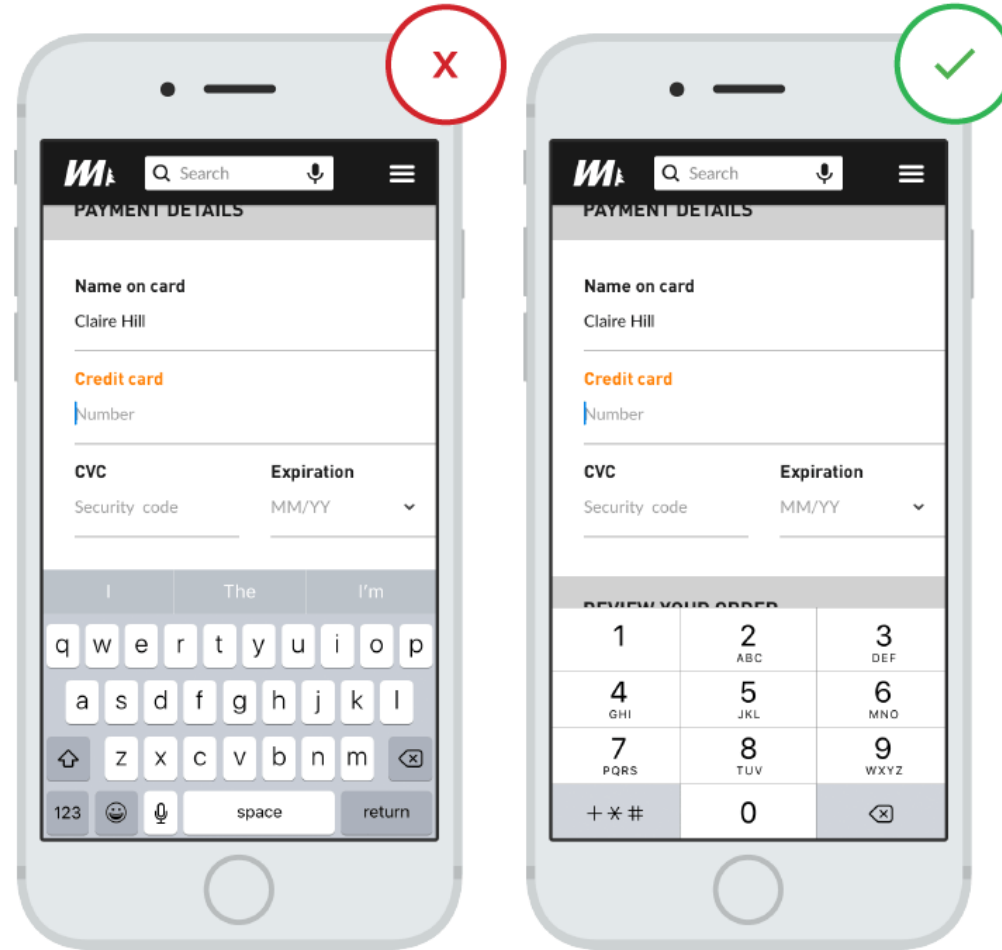 X
Search
PAYMENT DETAILS
Name on card
Claire Hill
Credit card
Number
CVC Expiration
Security code MM/YY
I The I'm
q w e r t y u i o p
a s d f g h j k l
z x c v b n m
123 space return
Search
PAYMENT DETAILS
Name on card
Claire Hill
Credit card
Number
CVC Expiration
Security code MM/YY
REVIEW YOUR ORDER
1 2 3
ABC DEF
4 5 6
GHI JKL MNO
7 8 9
PQRS TUV WXYZ
+*# 0